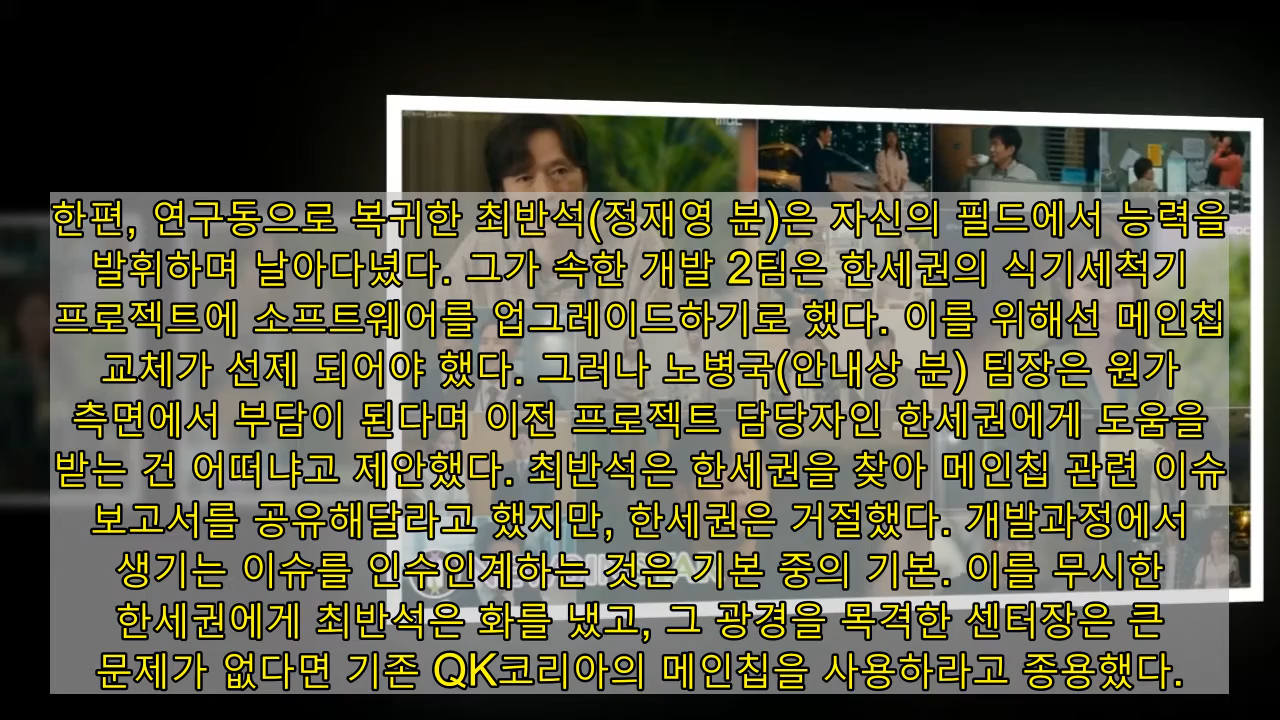 MBC
한편, 연구동으로 복귀한 최반석(정재영 분)은 자신의 필드에서 능력을
발휘하며 날아다녔다. 그가 속한 개발 2팀은 한세권의 식기세척기
프로젝트에 소프트웨어를 업그레이드하기로 했다. 이를 위해선 메인칩
교체가 선제 되어야 했다. 그러나 노병국(안내상 분) 팀장은 원가
측면에서 부담이 된다며 이전 프로젝트 담당자인 한세권에게 도움을
받는 건 어떠냐고 제안했다. 최반석은 한세권을 찾아 메인칩 관련 이슈
보고서를 공유해달라고 했지만, 한세권은 거절했다. 개발과정에서
생기는 이슈를 인수인계하는 것은 기본 중의 기본. 이를 무시한
한세권에게 최반석은 화를 냈고, 그 광경을 목격한 센터장은 큰
문제가 없다면 기존 QK코리아의 메인칩을 사용하라고 종용했다.